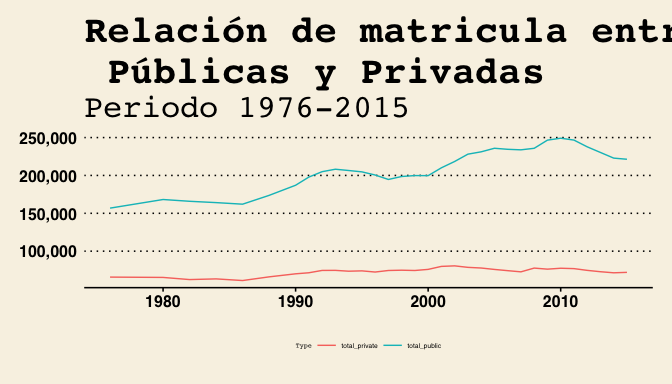 Relación de matricula entr
Públicas y Privadas
Periodo 1976-2015
250,000
200,000
150,000
100,000
1980 1990 2000 2010
Type total_private total_public